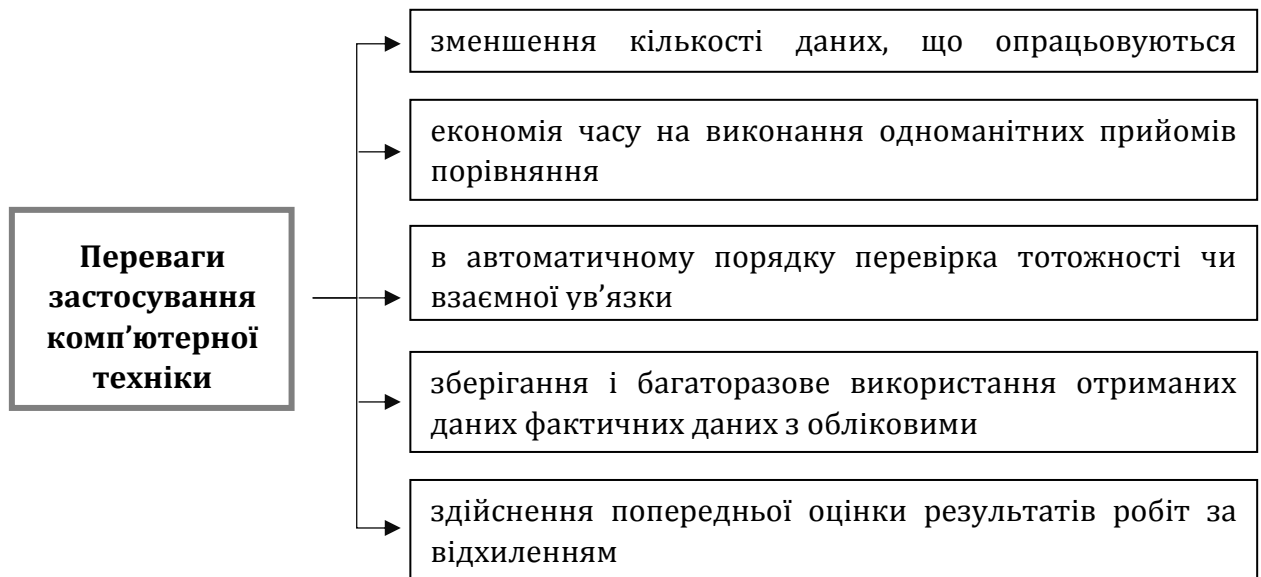 Переваги
застосування
комп’ютерної
техніки
зменшення кількості даних, що опрацьовуються
економія часу на виконання одноманітних прийомів
порівняння
в автоматичному порядку перевірка тотожності чи
взаємної ув’язки
зберігання і багаторазове використання отриманих
даних фактичних даних з обліковими
здійснення попередньої оцінки результатів робіт за
відхиленням